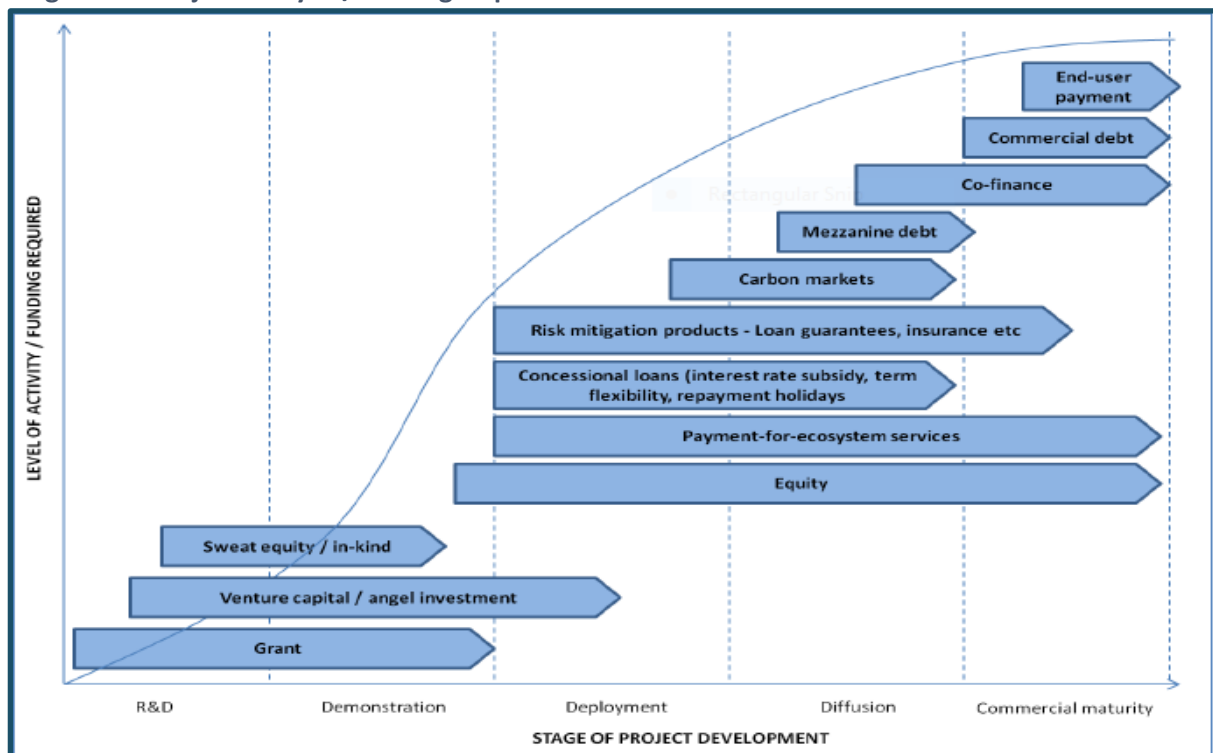 End-user
payment
Commercial debt
Co-finance
Rectangular Snip
Mezzanine debt
Carbon markets
Risk mitigation products - Loan guarantees, insurance etc
Concessional loans (interest rate subsidy, term
flexibility, repayment holidays
Payment-for-ecosystem services
Equity
Sweat equity / in-kind
Venture capital / angel investment
Grant
LEVEL OF ACTIVITY / FUNDING REQUIRED
R&D
Demonstration
Deployment
Diffusion
Commercial maturity
STAGE OF PROJECT DEVELOPMENT